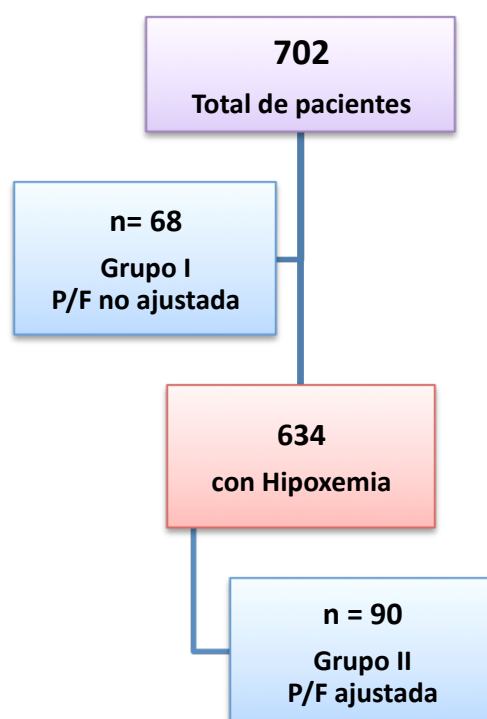 702
Total de pacientes
n= 68
Grupo I
P/F no ajustada
634
con Hipoxemia
n = 90
Grupo II
P/F ajustada